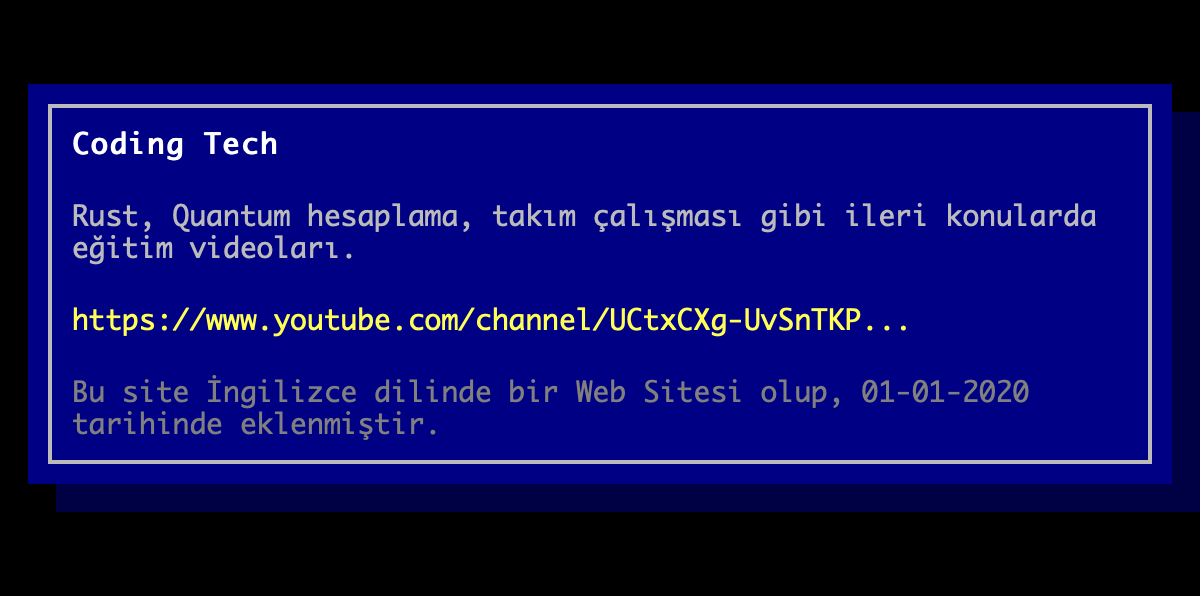 Coding Tech
Rust, Quantum hesaplama, takım çalışması gibi ileri konularda
eğitim videoları.
https://www.youtube.com/channel/UCtxCXg-UvSnTKP...
Bu site İngilizce dilinde bir Web Sitesi olup, 01-01-2020
tarihinde eklenmiştir.